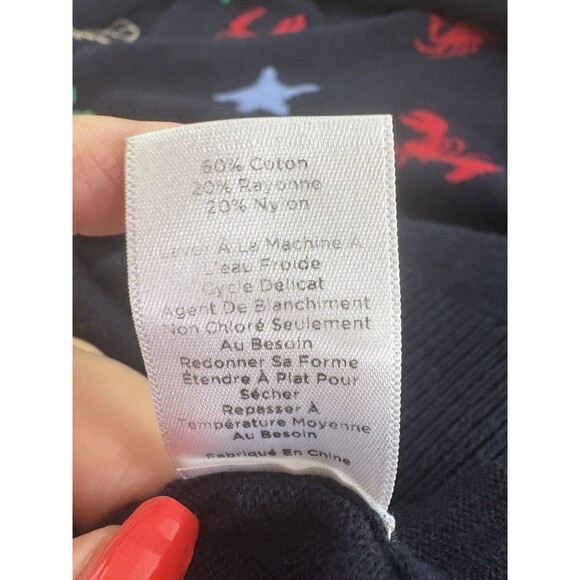 60% Coton
20% Rayonne
20% Nylon
Laver À La Machine À
L'eau Froide
Cycle Délicat
Agent De Blanchiment
Non Chloré Seulement
Au Besoin
Redonner Sa Forme
Étendre À Plat Pour
Sécher
Repasser À
Température Moyenne
Au Besoin
Fabriqué En Chine